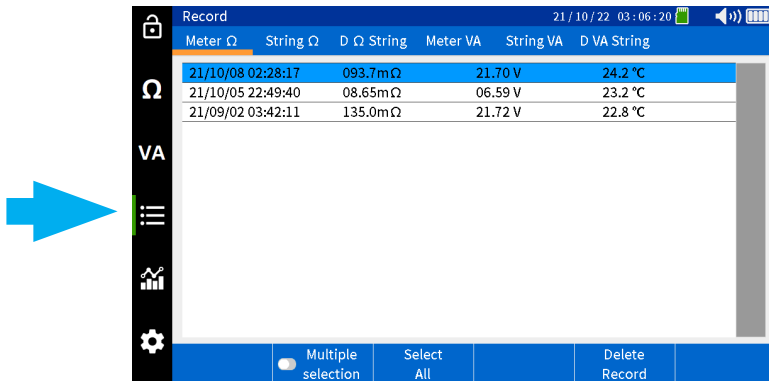 Record 21/10/22 03:06:20
Meter Ω String Ω D Ω String Meter VA String VA D VA String
Ω
VA
21/10/08 02:28:17 093.7mΩ 21.70 V 24.2 ℃
21/10/05 22:49:40 08.65mΩ 06.59 V 23.2 ℃
21/09/02 03:42:11 135.0mΩ 21.72 V 22.8 ℃
Multiple selection
Select All
Delete Record